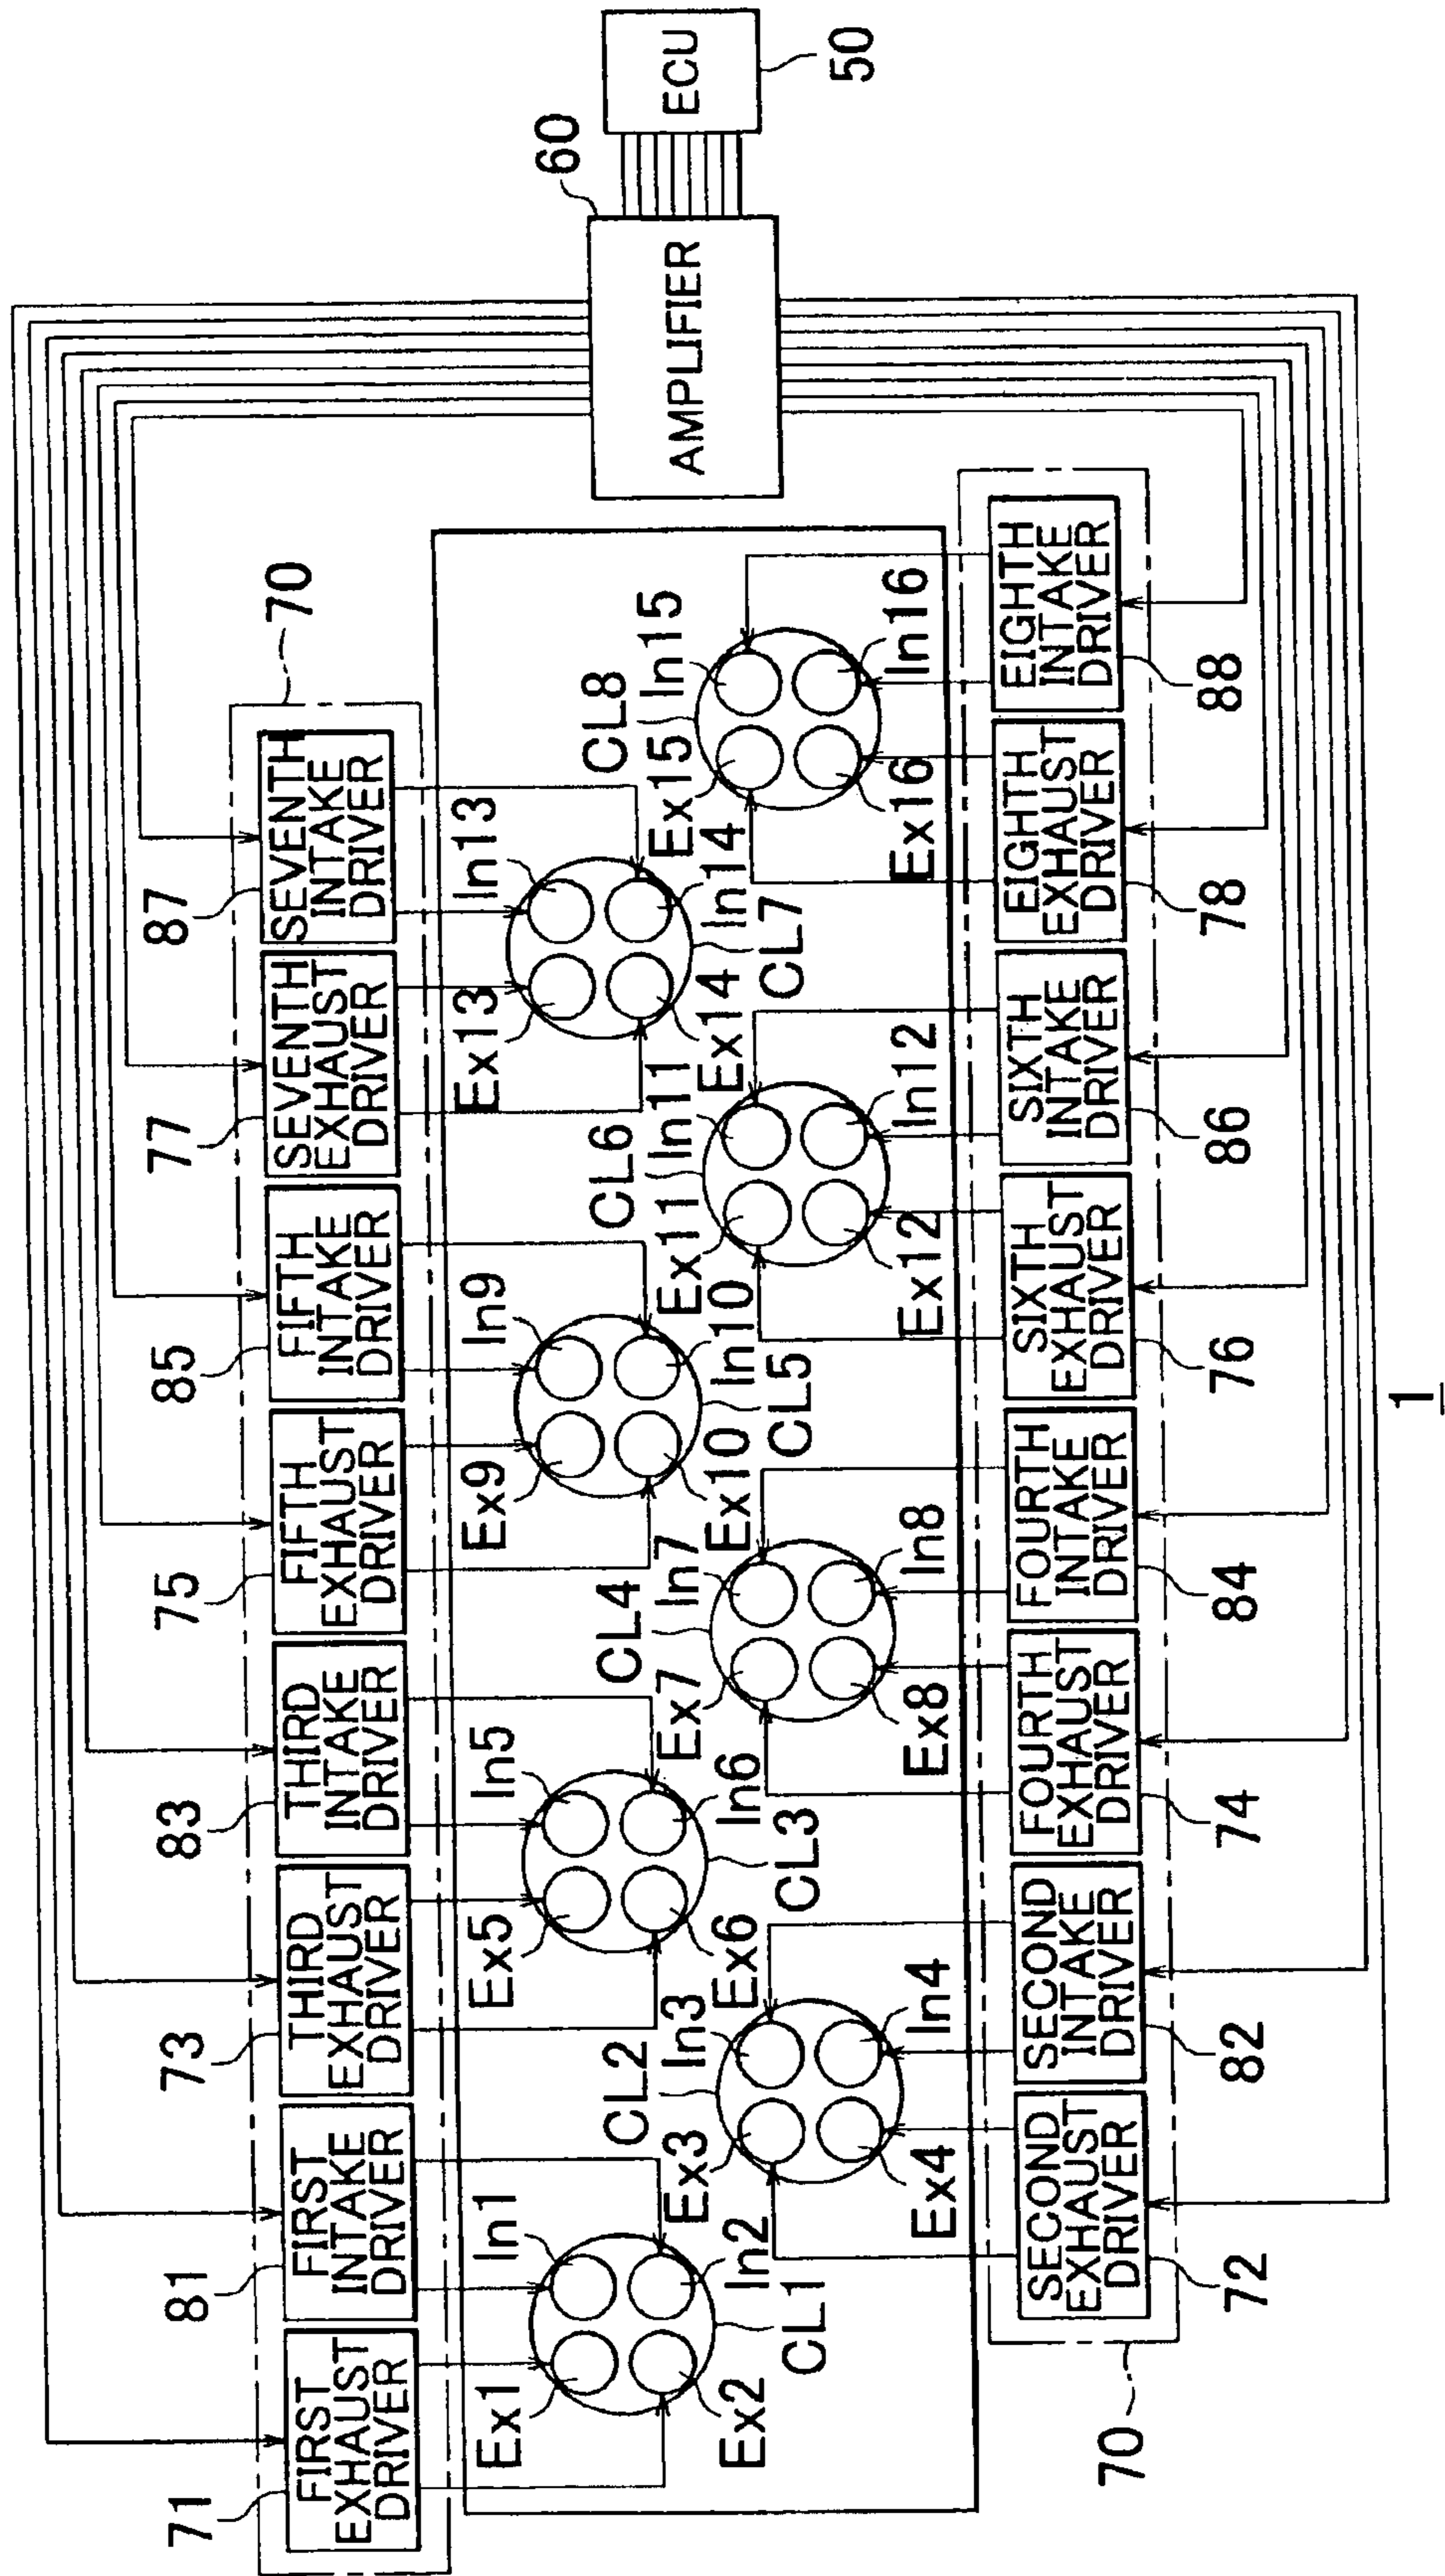 71
81
73
83
75
85
77
87
70
FIRST
EXHAUST
DRIVER
FIRST
INTAKE
DRIVER
THIRD
EXHAUST
DRIVER
THIRD
INTAKE
DRIVER
FIFTH
EXHAUST
DRIVER
FIFTH
INTAKE
DRIVER
SEVENTH
EXHAUST
DRIVER
SEVENTH
INTAKE
DRIVER
Ex1
In1
Ex5
In5
Ex9
In9
Ex13
In13
60
CL2
CL4
CL6
CL8
Ex3
In3
Ex7
In7
Ex11
In11
Ex15
In15
AMPLIFIER
ECU
Ex2
In2
Ex6
In6
Ex10
In10
Ex14
In14
CL1
CL3
CL5
CL7
50
Ex4
In4
Ex8
In8
Ex12
In12
Ex16
In16
SECOND
EXHAUST
DRIVER
SECOND
INTAKE
DRIVER
FOURTH
EXHAUST
DRIVER
FOURTH
INTAKE
DRIVER
SIXTH
EXHAUST
DRIVER
SIXTH
INTAKE
DRIVER
EIGHTH
EXHAUST
DRIVER
EIGHTH
INTAKE
DRIVER
70
72
82
74
84
76
86
78
88
1